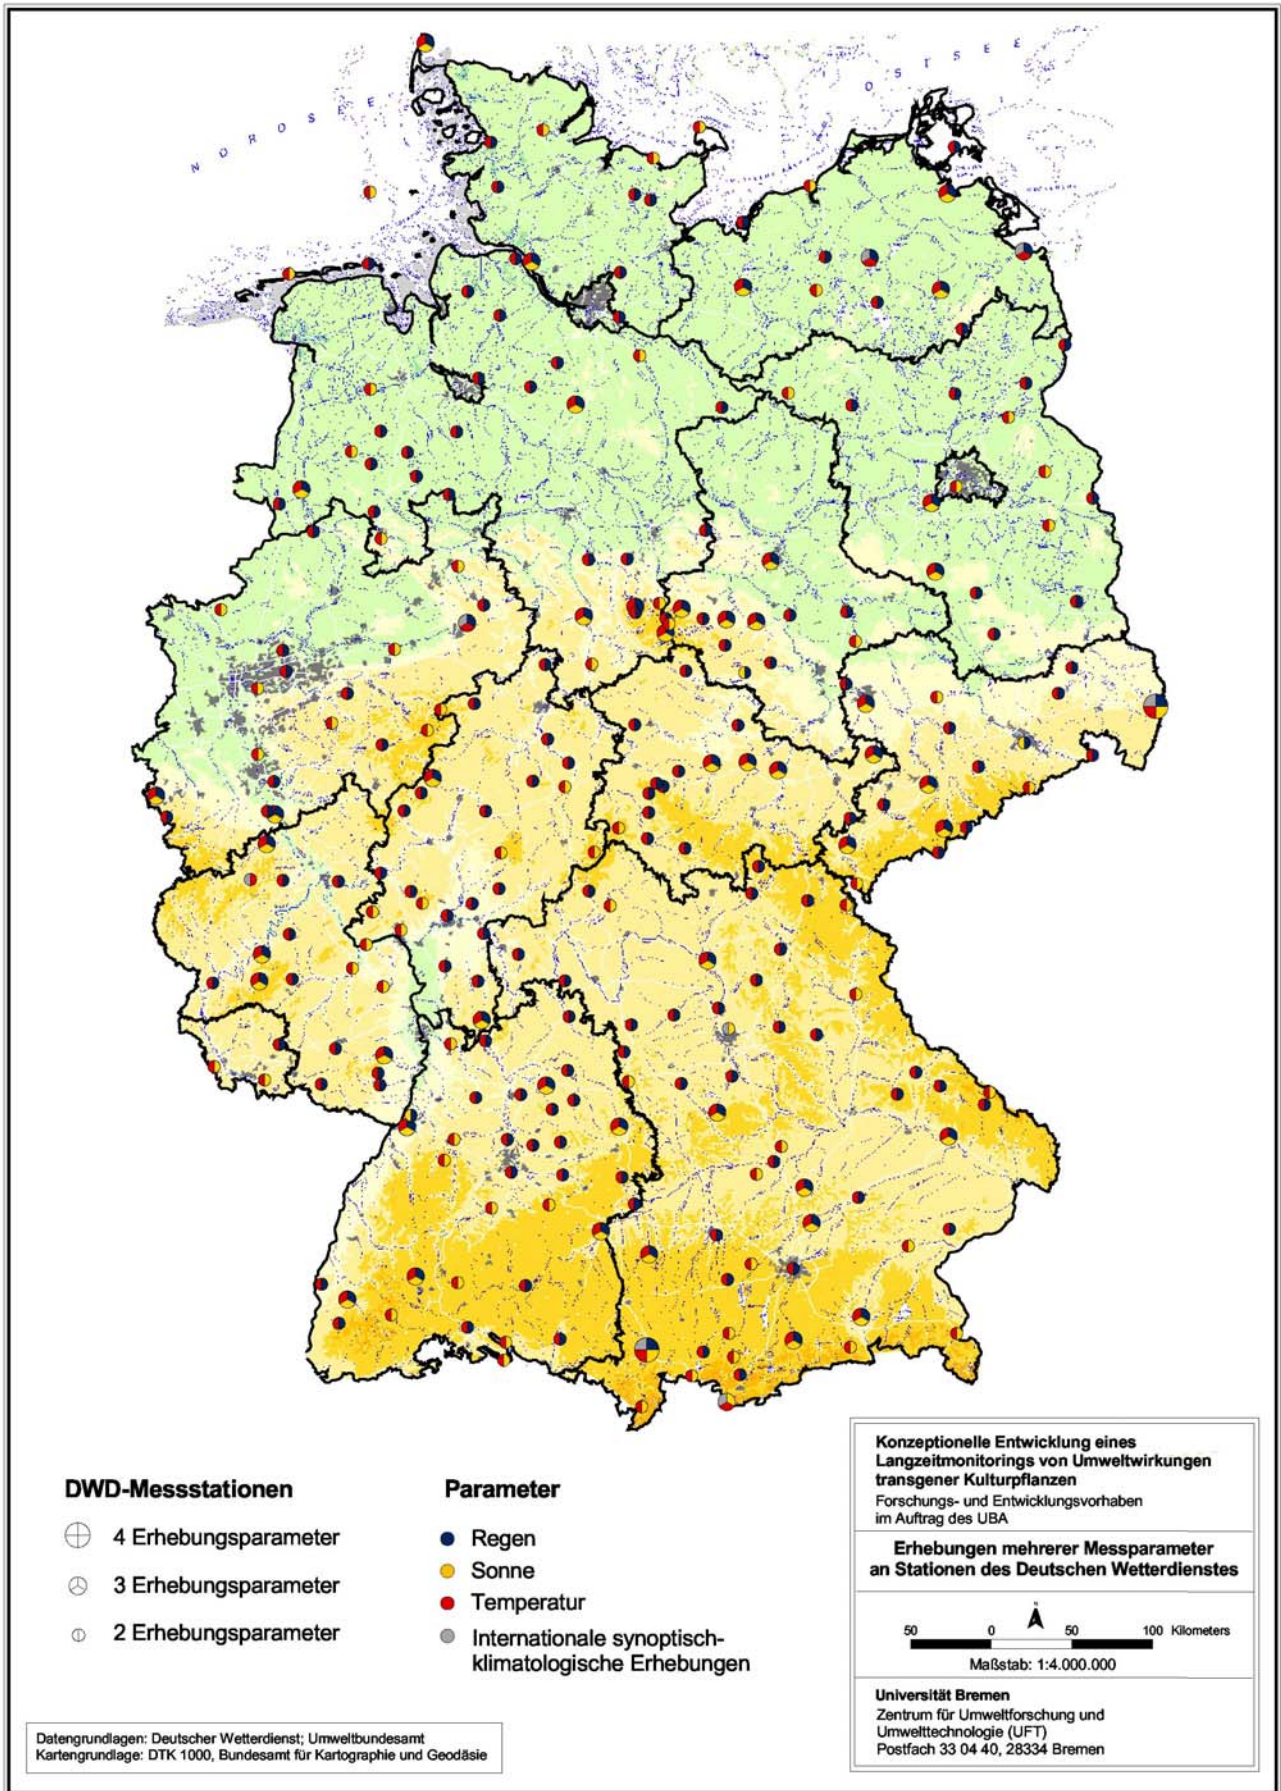 N O R D S E E
O S T S E E
DWD-Messstationen
4 Erhebungsparameter
3 Erhebungsparameter
2 Erhebungsparameter
Parameter
Regen
Sonne
Temperatur
Internationale synoptisch-
klimatologische Erhebungen
Konzeptionelle Entwicklung eines
Langzeitmonitorings von Umweltwirkungen
transgener Kulturpflanzen
Forschungs- und Entwicklungsvorhaben
im Auftrag des UBA
Erhebungen mehrerer Messparameter
an Stationen des Deutschen Wetterdienstes
N
50 0 50 100 Kilometers
Maßstab: 1:4.000.000
Universität Bremen
Zentrum für Umweltforschung und
Umwelttechnologie (UFT)
Postfach 33 04 40, 28334 Bremen
Datengrundlagen: Deutscher Wetterdienst; Umweltbundesamt
Kartengrundlage: DTK 1000, Bundesamt für Kartographie und Geodäsie